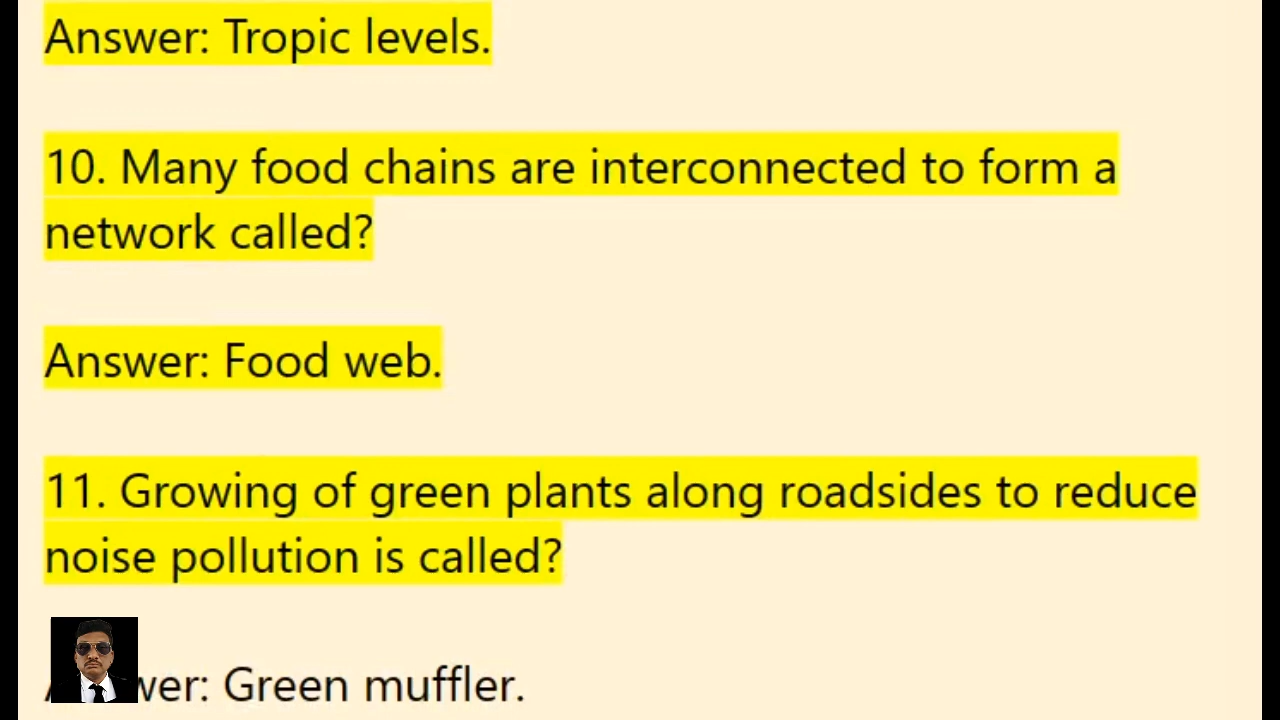 Answer: Tropic levels.
10. Many food chains are interconnected to form a
network called?
Answer: Food web.
11. Growing of green plants along roadsides to reduce
noise pollution is called?
wer: Green muffler.